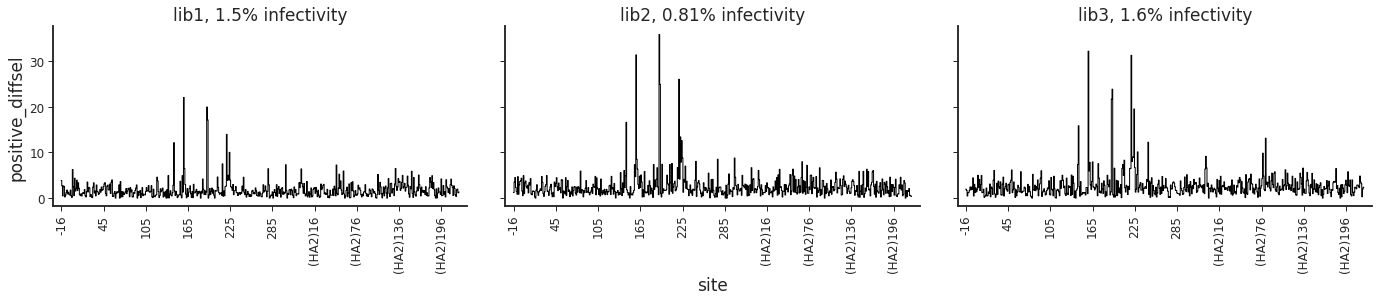 lib1, 1.5% infectivity
lib2, 0.81% infectivity
lib3, 1.6% infectivity
positive_diffsel
30
20
10
0
-16 45 105 165 225 285 (HA2)16 (HA2)76 (HA2)136 (HA2)196
-16 45 105 165 225 285 (HA2)16 (HA2)76 (HA2)136 (HA2)196
-16 45 105 165 225 285 (HA2)16 (HA2)76 (HA2)136 (HA2)196
site